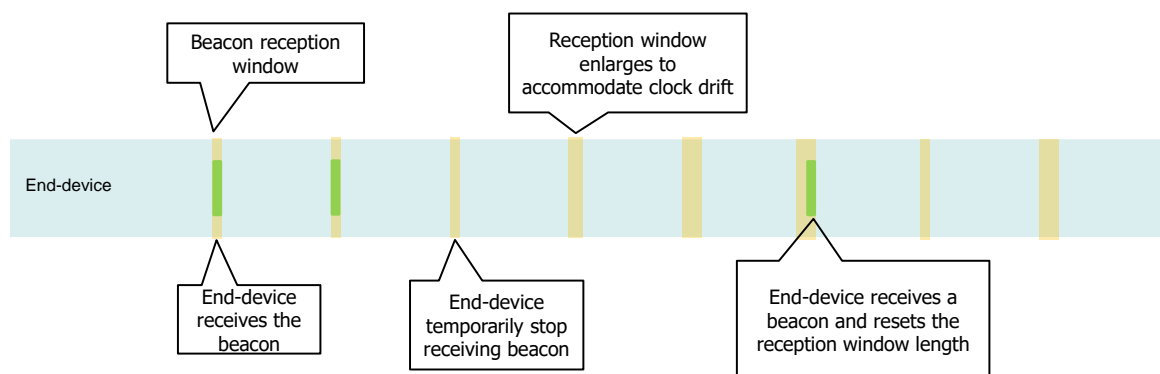 Beacon reception
window
Reception window
enlarges to
accommodate clock drift
End-device
End-device
receives the
beacon
End-device
temporarily stop
receiving beacon
End-device receives a
beacon and resets the
reception window length